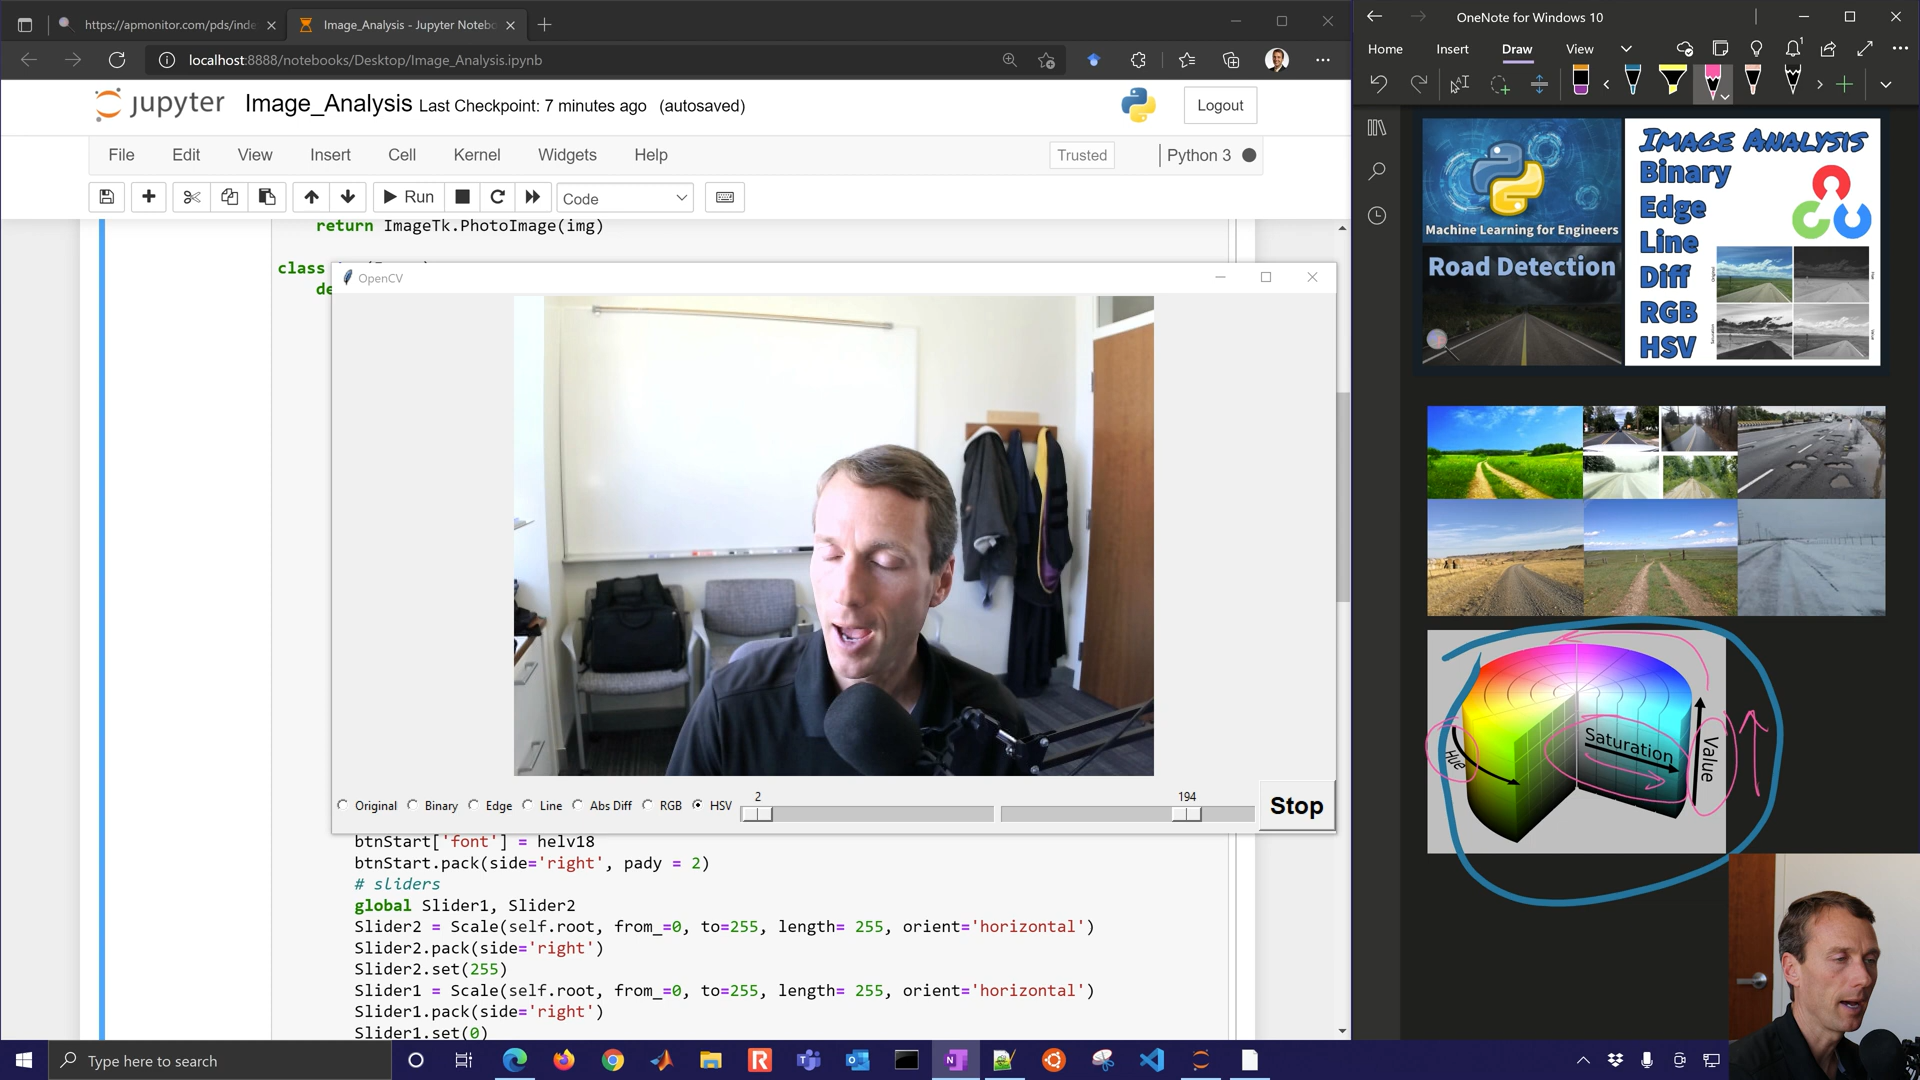 https://apmonitor.com/pds/inde
Image_Analysis - Jupyter Notebo
localhost:8888/notebooks/Desktop/Image_Analysis.ipynb
jupyter Image_Analysis Last Checkpoint: 7 minutes ago (autosaved)
Logout
File Edit View Insert Cell Kernel Widgets Help
Trusted
Python 3
Run
Code
return ImageTk.PhotoImage(img)
class
de
OpenCV
Original Binary Edge Line Abs Diff RGB HSV
2
194
Stop
btnStart['font'] = helv18
btnStart.pack(side='right', pady = 2)
# sliders
global Slider1, Slider2
Slider2 = Scale(self.root, from_=0, to=255, length= 255, orient='horizontal')
Slider2.pack(side='right')
Slider2.set(255)
Slider1 = Scale(self.root, from_=0, to=255, length= 255, orient='horizontal')
Slider1.pack(side='right')
Slider1.set(0)
Type here to search
OneNote for Windows 10
Home Insert Draw View
Machine Learning for Engineers
Road Detection
IMAGE ANALYSIS
Binary
Edge
Line
Diff
RGB
HSV
Hue
Saturation
Value